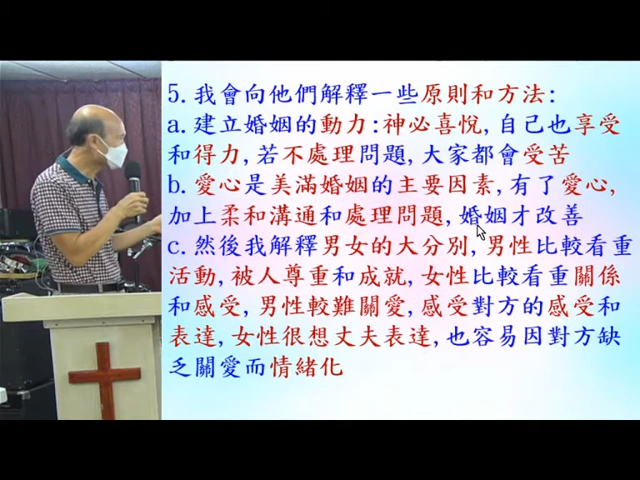 5. 我會向他們解釋一些原則和方法:
a. 建立婚姻的動力:神必喜悅, 自己也享受
和得力, 若不處理問題, 大家都會受苦
b. 愛心是美滿婚姻的主要因素, 有了愛心,
加上柔和溝通和處理問題, 婚姻才改善
c. 然後我解釋男女的大分別, 男性比較看重
活動, 被人尊重和成就, 女性比較看重關係
和感受, 男性較難關愛, 感受對方的感受和
表達, 女性很想丈夫表達, 也容易因對方缺
乏關愛而情緒化